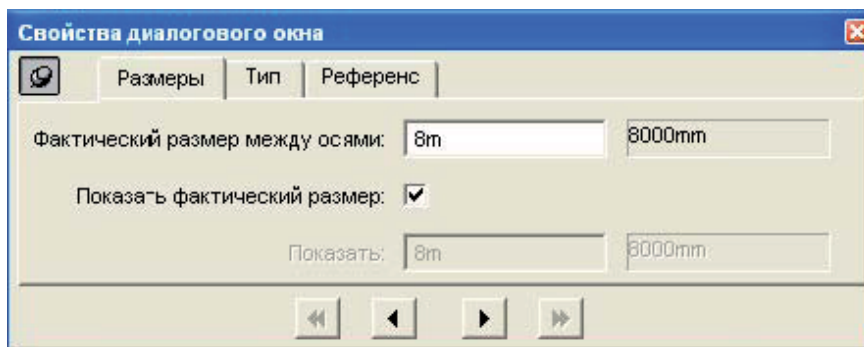 Свойства диалогового окна
Размеры Тип Референс
Фактический размер между осями: 8m 8000mm
Показать фактический размер:
Показать: 8m 8000mm